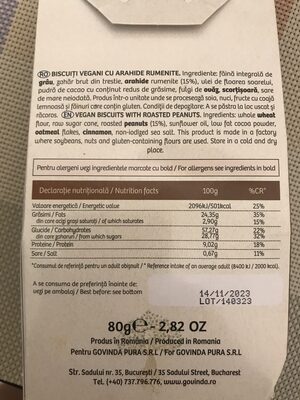 RO BISCUIȚI VEGANI CU ARAHIDE RUMENITE. Ingrediente: făină integrală de
grâu, zahăr brut din trestie, arahide rumenite (15%), ulei de floarea soarelui,
pudră de cacao cu conținut redus de grăsime, fulgi de ovăz, scorțișoară, sare
de mare neiodată. Produs într-o unitate unde se procesează soia, nuci, fructe cu coajă
lemnoasă și făinuri care conțin gluten. Condiții de depozitare: A se păstra la loc uscat și
răcoros. EN VEGAN BISCUITS WITH ROASTED PEANUTS. Ingredients: whole wheat
flour, raw sugar cane, roasted peanuts (15%), sunflower oil, low fat cacao powder,
oatmeal flakes, cinnamon, non-iodized sea salt. This product is made in a factory
where soybeans, nuts and gluten-containing flours are used. Store in a cold and dry
place.
Pentru alergeni vezi ingredientele marcate cu bold / For allergens see ingredients in bold
Declarație nutrițională / Nutrition facts 100g %CR*
Valoare energetică / Energetic value 2096kJ/501kcal 25%
Grăsimi / Fats 24,35g 35%
din care acizi grași saturați / of which saturates 2,90g 15%
Glucide / Carbohydrates 57,27g 22%
din care zaharuri / from which sugars 28,77g 32%
Proteine / Protein 9,02g 18%
Sare / Salt 0,67g 11%
*Consumul de referință pentru un adult obișnuit / * Reference intake of an average adult (8400 kJ / 2000 kcal).
A se consuma de preferință înainte de:
vezi pe ambalaj / Best before: see bottom
14/11/2023
LOT/140323
80g℮ - 2,82 OZ
Produs în România / Produced in Romania
Pentru GOVINDA PURA S.R.L / For GOVINDA PURA S.R.L
Str. Sadului nr. 35, București / 35 Sadului Street, Bucharest
Tel. (+40) 737.796.776, www.govinda.ro